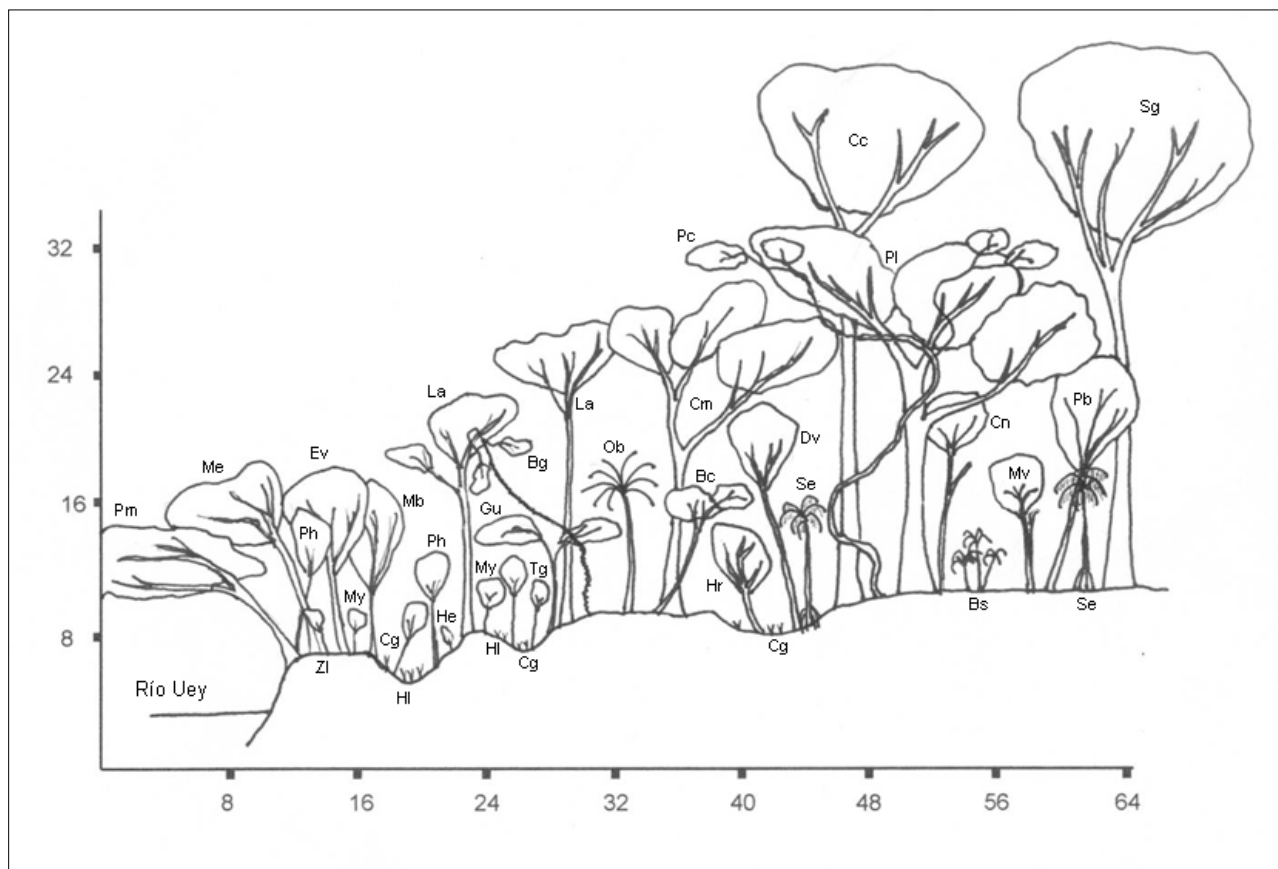 Sg
Cc
32
Pc
Pl
24
La
La
Cm
Pb
Cn
Dv
Ob
Ev
Me
Bg
Bc
Se
Mv
16
Mb
Pm
Gu
Ph
Ph
My
Tg
Hr
My
8
Cg
He
Hl
Cg
Cg
Bs
Se
Zl
Hl
Río Uey
8 16 24 32 40 48 56 64